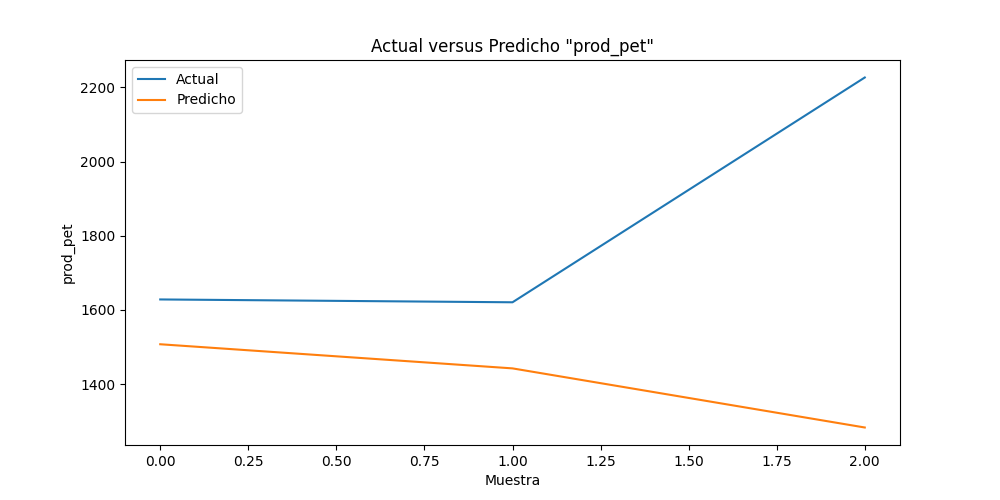 Actual versus Predicho "prod_pet"
Actual
Predicho
2200
2000
1800
1600
1400
prod_pet
0.00 0.25 0.50 0.75 1.00 1.25 1.50 1.75 2.00
Muestra